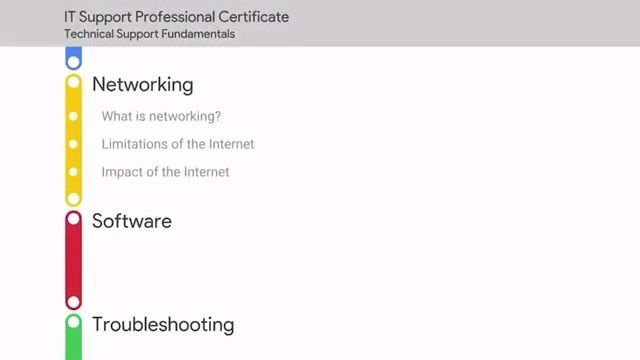 IT Support Professional Certificate
Technical Support Fundamentals
Networking
What is networking?
Limitations of the Internet
Impact of the Internet
Software
Troubleshooting